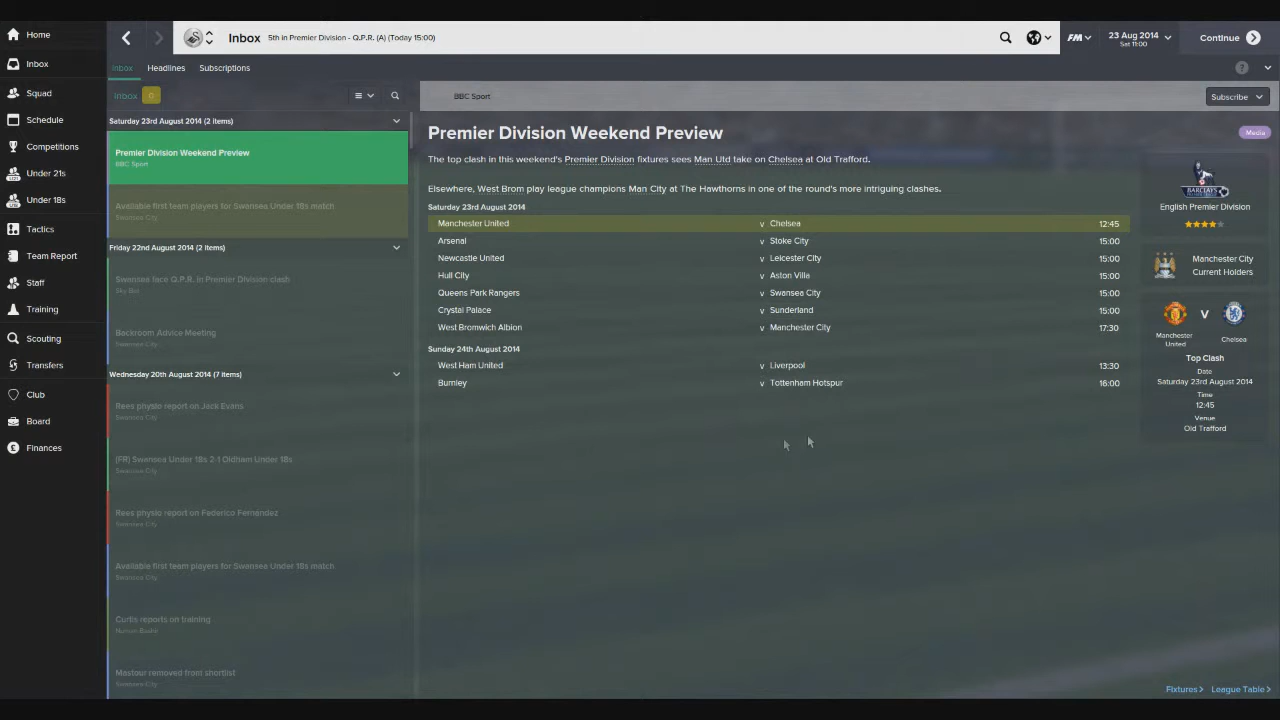 Home
Inbox
Squad
Schedule
Competitions
Under 21s
Under 18s
Tactics
Team Report
Staff
Training
Scouting
Transfers
Club
Board
Finances
Inbox 5th in Premier Division - Q.P.R. (A) (Today 15:00)
FM 23 Aug 2014
Sat 11:00
Continue
Inbox Headlines Subscriptions
Inbox 0
Saturday 23rd August 2014 (2 items)
Premier Division Weekend Preview
BBC Sport
Available first team players for Swansea Under 18s match
Swansea City
Friday 22nd August 2014 (2 items)
Swansea face Q.P.R. in Premier Division clash
Sky Bet
Backroom Advice Meeting
Swansea City
Wednesday 20th August 2014 (7 items)
Rees physio report on Jack Evans
Swansea City
(FR) Swansea Under 18s 2-1 Oldham Under 18s
Swansea City
Rees physio report on Federico Fernández
Swansea City
Available first team players for Swansea Under 18s match
Swansea City
Curtis reports on training
Mastour removed from shortlist
Swansea City
BBC Sport
Subscribe
Premier Division Weekend Preview
Media
The top clash in this weekend's Premier Division fixtures sees Man Utd take on Chelsea at Old Trafford.
Elsewhere, West Brom play league champions Man City at The Hawthorns in one of the round's more intriguing clashes.
Saturday 23rd August 2014
Manchester United v Chelsea 12:45
Arsenal v Stoke City 15:00
Newcastle United v Leicester City 15:00
Hull City v Aston Villa 15:00
Queens Park Rangers v Swansea City 15:00
Crystal Palace v Sunderland 15:00
West Bromwich Albion v Manchester City 17:30
Sunday 24th August 2014
West Ham United v Liverpool 13:30
Burnley v Tottenham Hotspur 16:00
BARCLAYS
English Premier Division
Manchester City
Current Holders
V
Manchester United
Chelsea
Top Clash
Date
Saturday 23rd August 2014
Time
12:45
Venue
Old Trafford
Fixtures
League Table